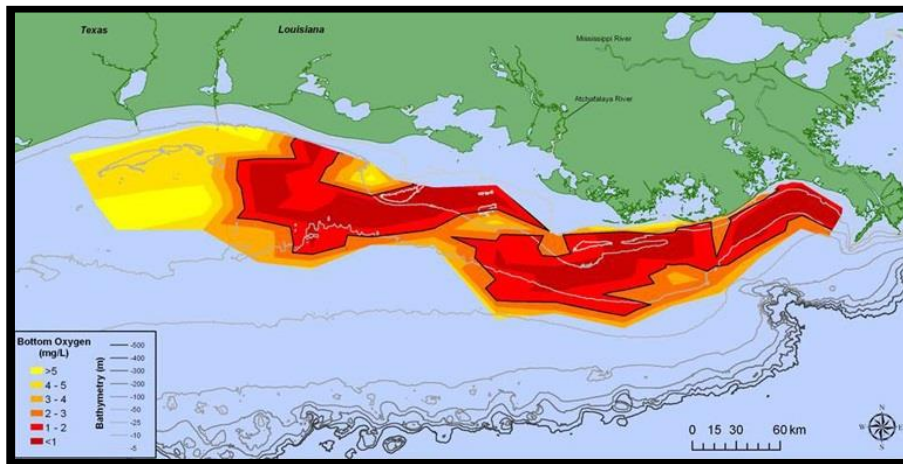 Texas
Louisiana
Mississippi River
Atchafalaya River
Bottom Oxygen
(mg/L)
>5
4 - 5
3 - 4
2 - 3
1 - 2
<1
Bathymetry (m)
-500
-400
-300
-200
-100
-50
-25
-10
-5
0 15 30 60 km
N
W E
S